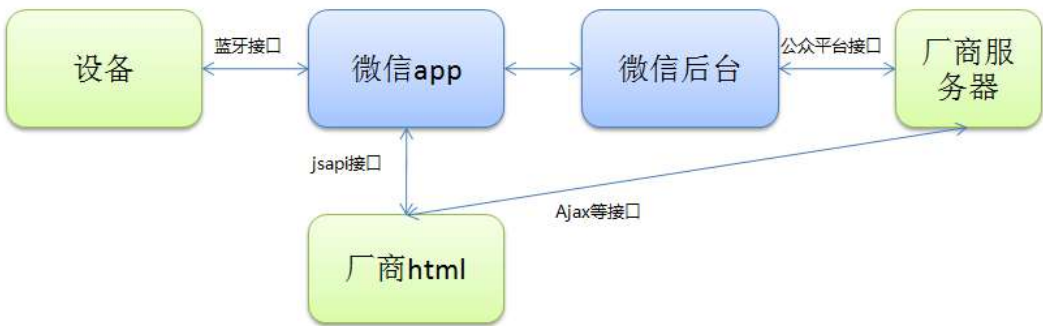 设备
蓝牙接口
微信app
微信后台
公众平台接口
厂商服
务器
jsapi接口
Ajax等接口
厂商html